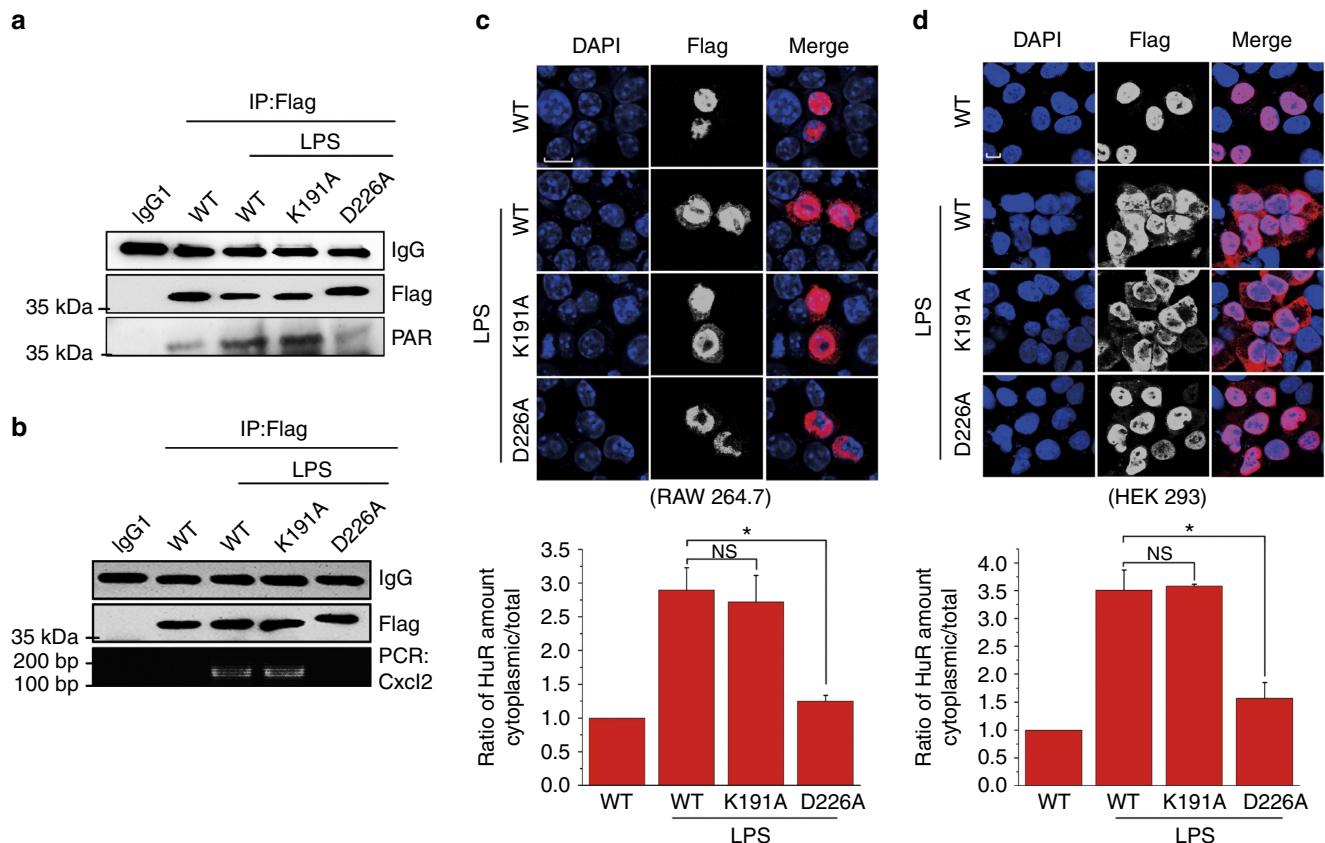 a
IP:Flag
LPS
IgG1 WT WT K191A D226A
IgG
Flag
35 kDa
PAR
35 kDa
b
IP:Flag
LPS
IgG1 WT WT K191A D226A
IgG
Flag
35 kDa
200 bp
100 bp
PCR:
Cxcl2
c
DAPI Flag Merge
WT
LPS
WT
K191A
D226A
(RAW 264.7)
Ratio of HuR amount
cytoplasmic/total
3.5
3.0
2.5
2.0
1.5
1.0
0.5
0.0
NS
*
WT WT K191A D226A
LPS
d
DAPI Flag Merge
WT
LPS
WT
K191A
D226A
(HEK 293)
Ratio of HuR amount
cytoplasmic/total
4.0
3.5
3.0
2.5
2.0
1.5
1.0
0.5
0.0
NS
*
WT WT K191A D226A
LPS